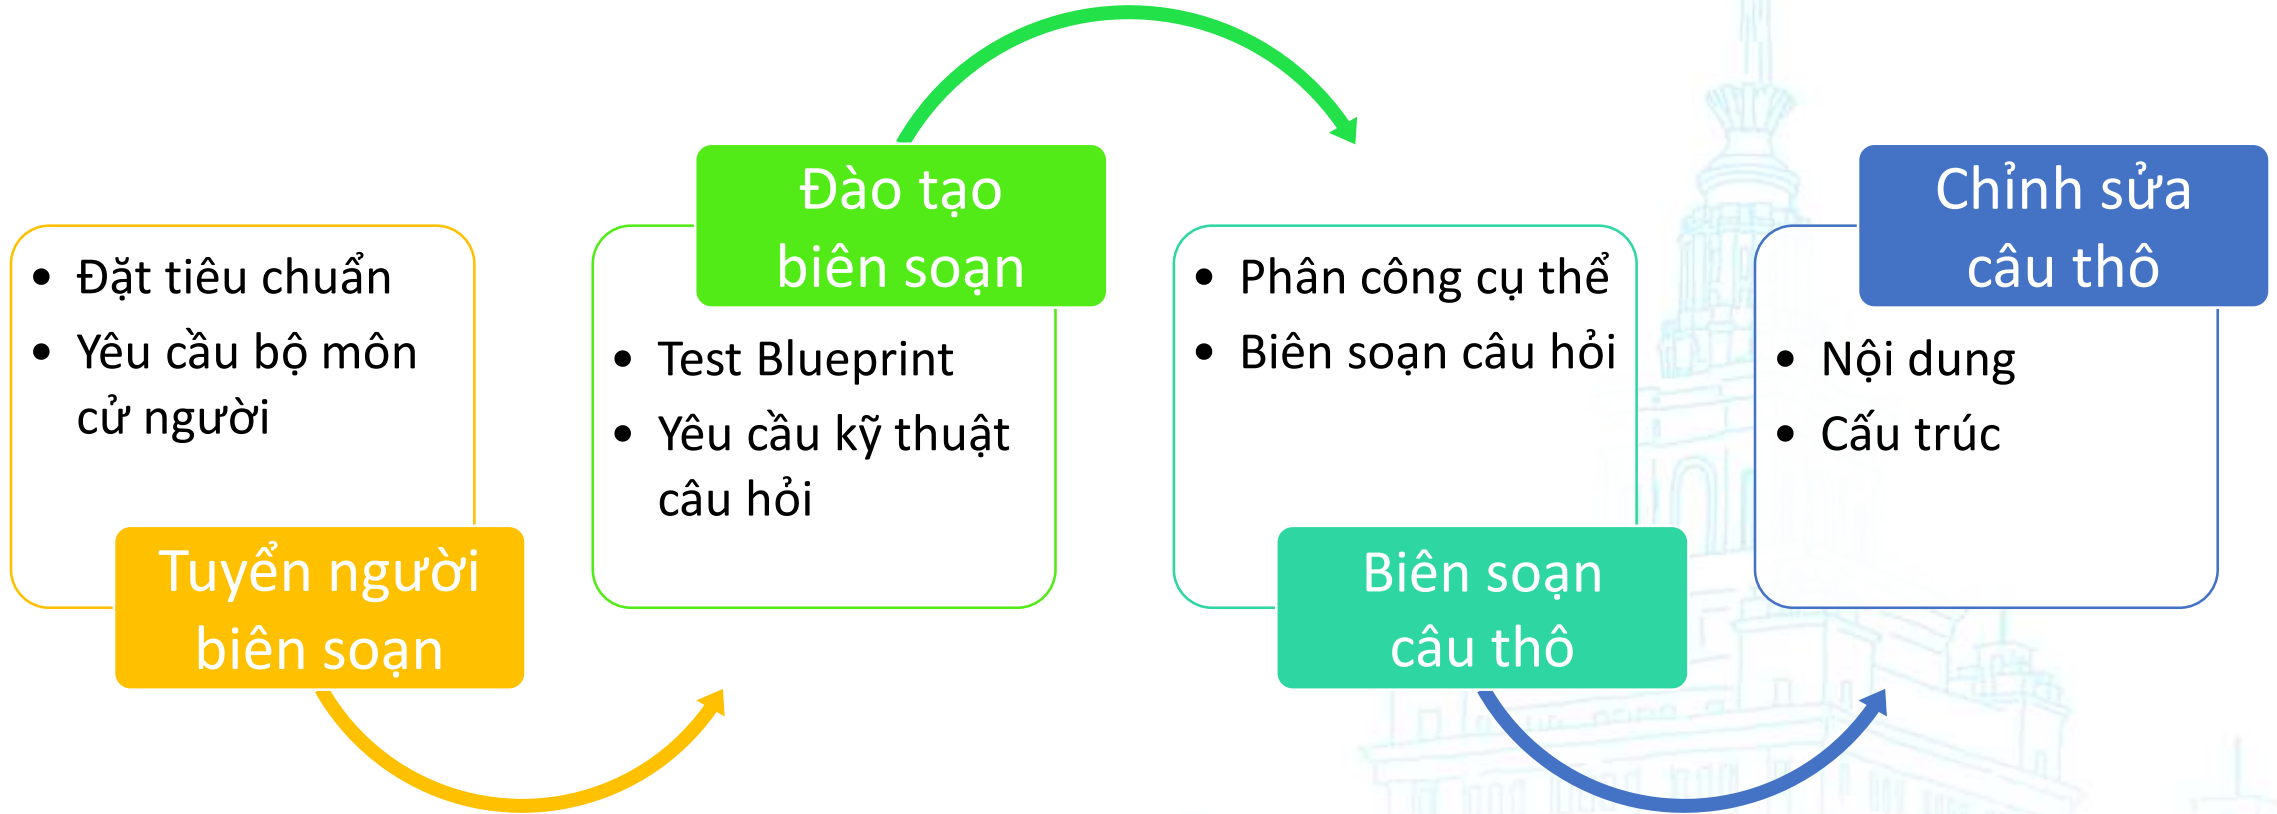 • Đặt tiêu chuẩn
• Yêu cầu bộ môn
cử người
Tuyển người
biên soạn
Đào tạo
biên soạn
• Test Blueprint
• Yêu cầu kỹ thuật
câu hỏi
• Phân công cụ thể
• Biên soạn câu hỏi
Biên soạn
câu thô
Chỉnh sửa
câu thô
• Nội dung
• Cấu trúc